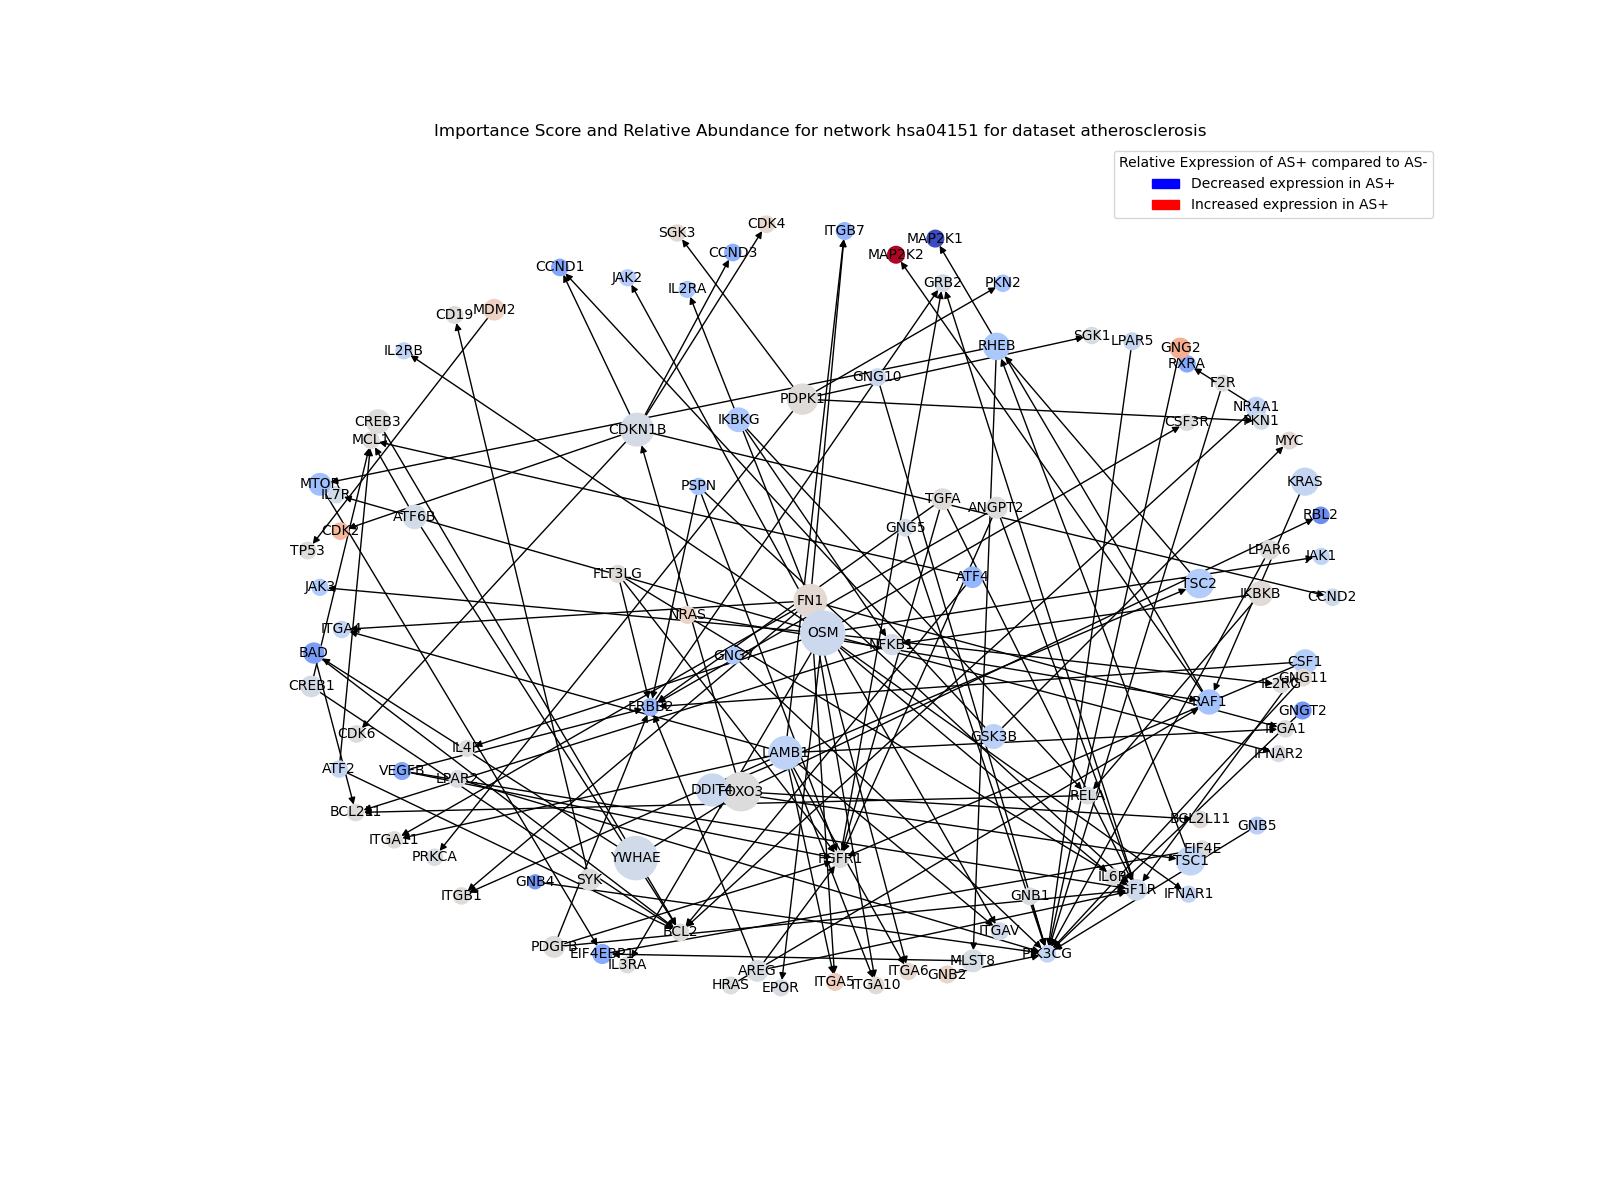 Importance Score and Relative Abundance for network hsa04151 for dataset atherosclerosis
Relative Expression of AS+ compared to AS-
Decreased expression in AS+
Increased expression in AS+
CDK4
SGK3
ITGB7
MAP2K1
CCND3
MAP2K2
CCND1
JAK2
IL2RA
GRB2
PKN2
CD19
MDM2
IL2RB
RHEB
SGK1
LPAR5
GNG2
RXRA
GNG10
F2R
PDPK1
NR4A1
CREB3
CDKN1B
IKBKG
CSF3R
PKN1
MCL1
MYC
MTOR
IL7R
PSPN
KRAS
TGFA
ANGPT2
ATF6B
RBL2
CDK2
GNG5
TP53
LPAR6
JAK1
FLT3LG
ATF4
TSC2
JAK3
FN1
IKBKB
CCND2
NRAS
ITGA4
OSM
NFKB1
BAD
GNG7
CSF1
GNG11
CREB1
IL2RG
ERBB2
RAF1
GNGT2
CDK6
GSK3B
ITGA1
IL4R
LAMB1
IFNAR2
ATF2
VEGFB
LPAR2
DDIT4
FOXO3
RELA
BCL2L1
BCL2L11
GNB5
ITGA11
PRKCA
YWHAE
FGFR1
EIF4E
TSC1
SYK
GNB4
IL6R
IGF1R
ITGB1
GNB1
IFNAR1
BCL2
ITGAV
PDGFB
EIF4EBP1
IL3RA
PIK3CG
MLST8
AREG
ITGA6
GNB2
HRAS
EPOR
ITGA5
ITGA10